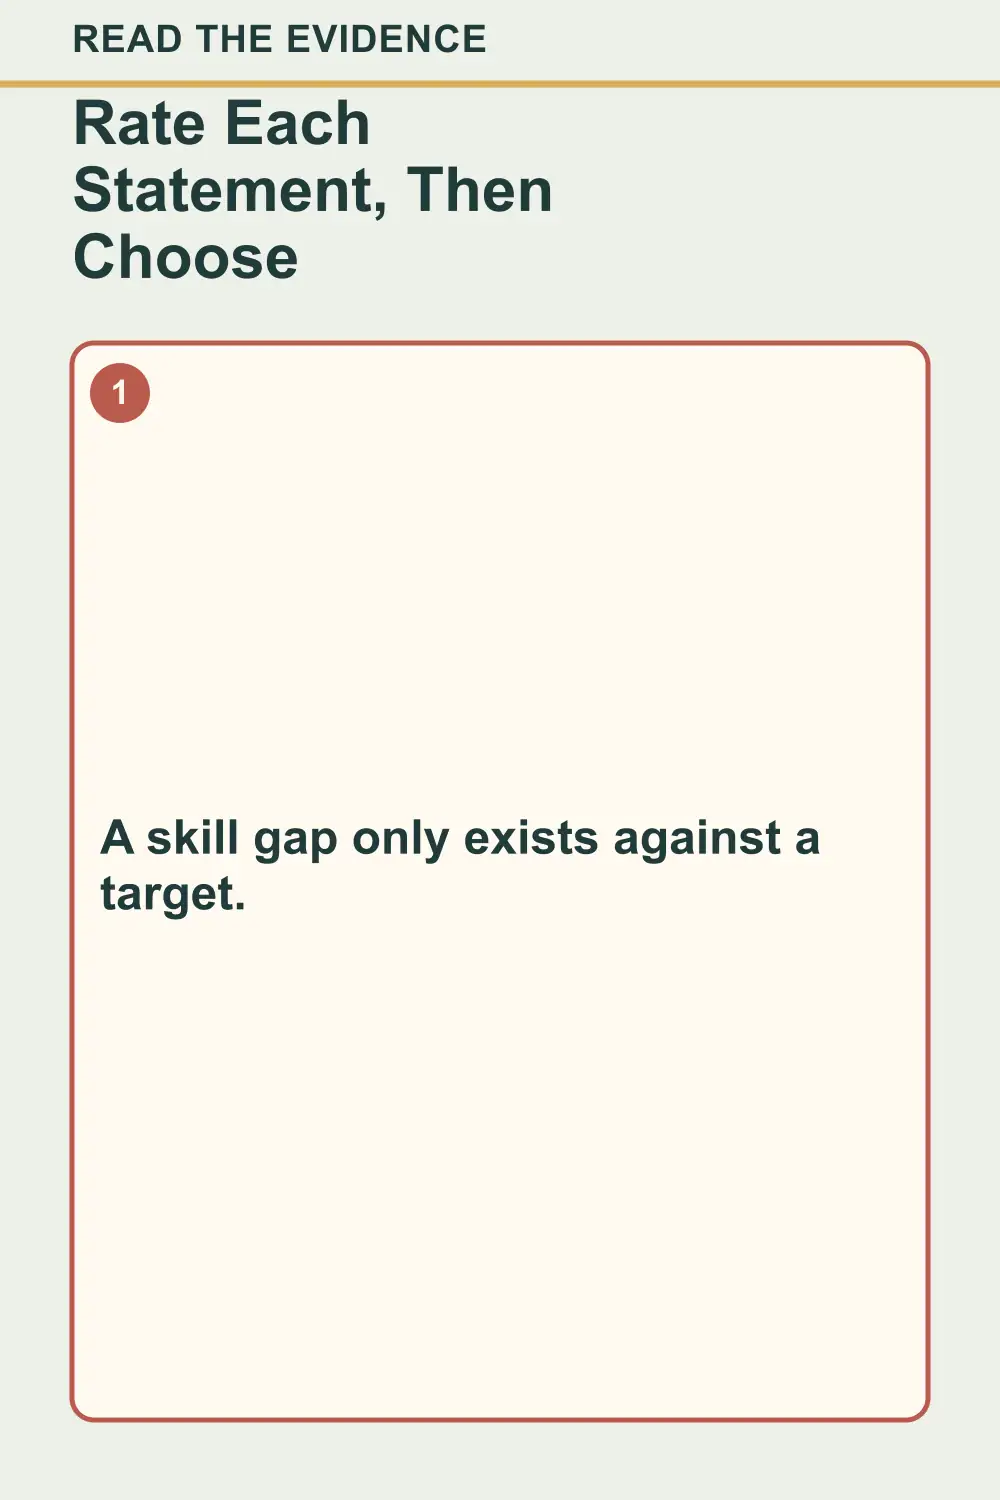 READ THE EVIDENCE
Rate Each
Statement, Then
Choose
1
A skill gap only exists against a
target.